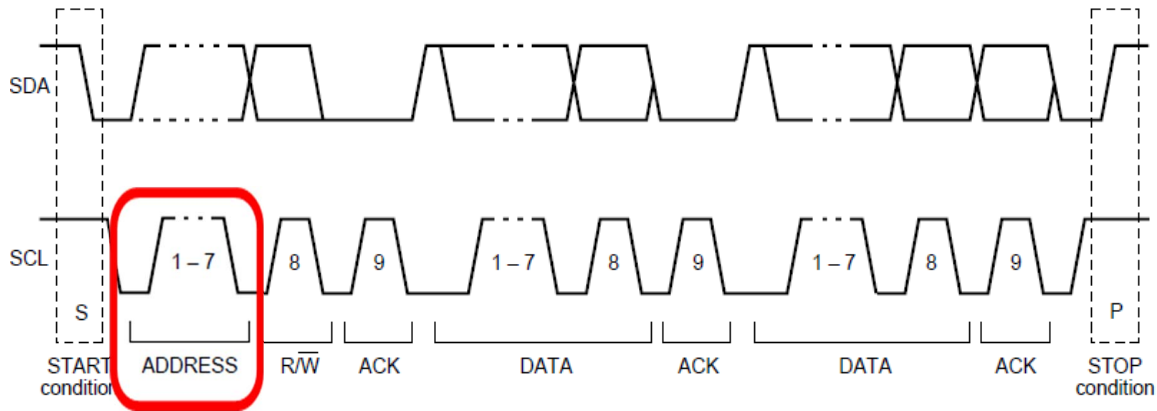 SDA
SCL
1 – 7 8 9 1 – 7 8 9 1 – 7 8 9
S P
START condition ADDRESS R/W̅ ACK DATA ACK DATA ACK STOP condition